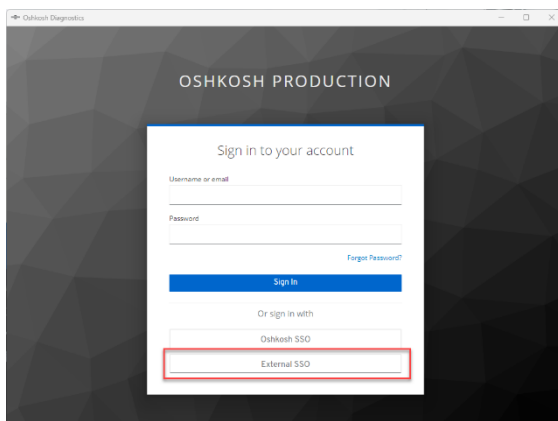 Oshkosh Diagnostics
OSHKOSH PRODUCTION
Sign in to your account
Username or email
Password
Forgot Password?
Sign In
Or sign in with
Oshkosh SSO
External SSO